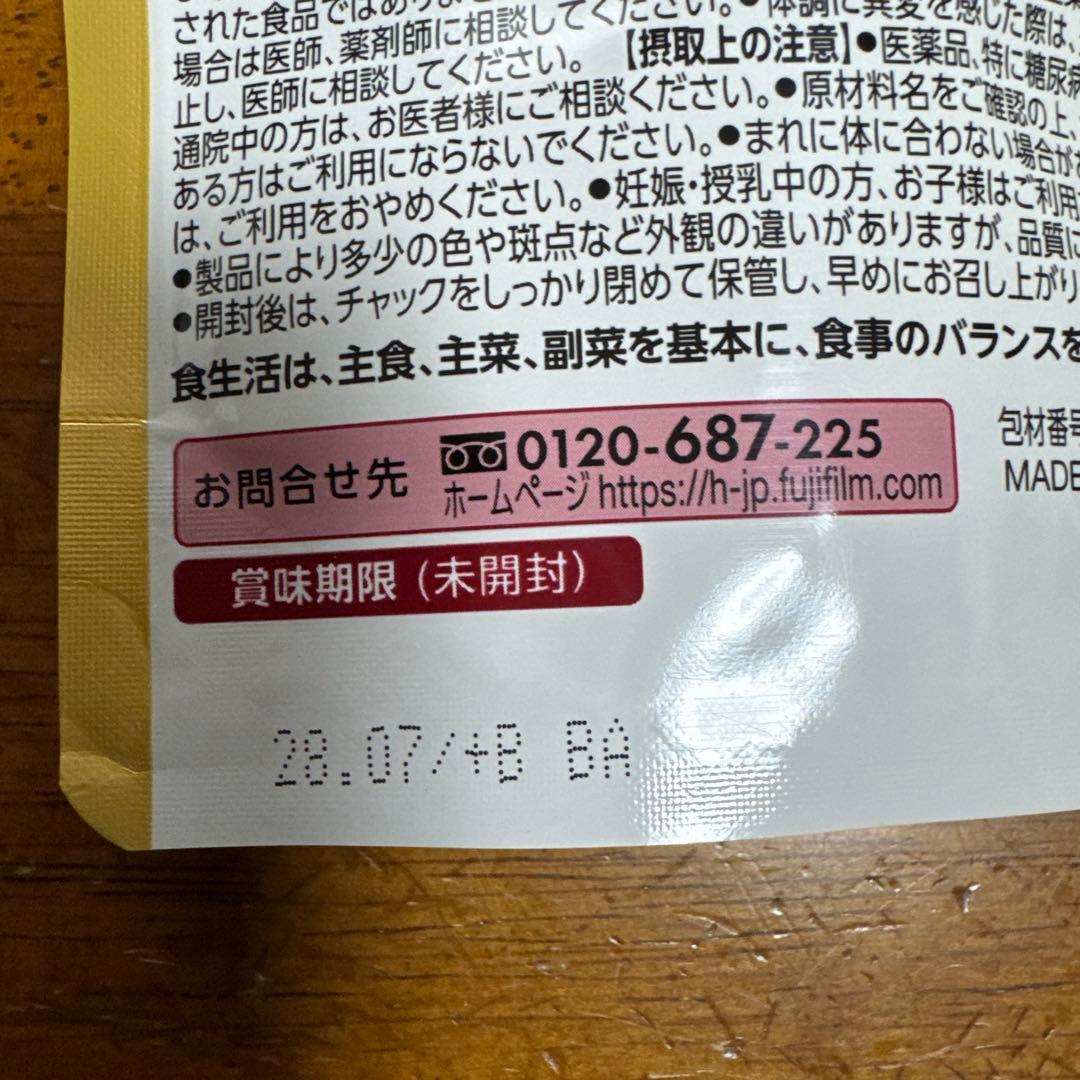 された食品ではありま
場合は医師、薬剤師に相談してください。●体調に異変を感じた際は、
止し、医師に相談してください。【摂取上の注意】●医薬品、特に糖尿病
通院中の方は、お医者様にご相談ください。●原材料名をご確認の上、
ある方はご利用にならないでください。●まれに体に合わない場合が
は、ご利用をおやめください。●妊娠・授乳中の方、お子様はご利用
●製品により多少の色や斑点など外観の違いがありますが、品質に
●開封後は、チャックをしっかり閉めて保管し、早めにお召し上がり
食生活は、主食、主菜、副菜を基本に、食事のバランスを
お問合せ先
0120-687-225
ホームページ https://h-jp.fujifilm.com
包材番号
MADE
賞味期限（未開封）
28.07/+B BA